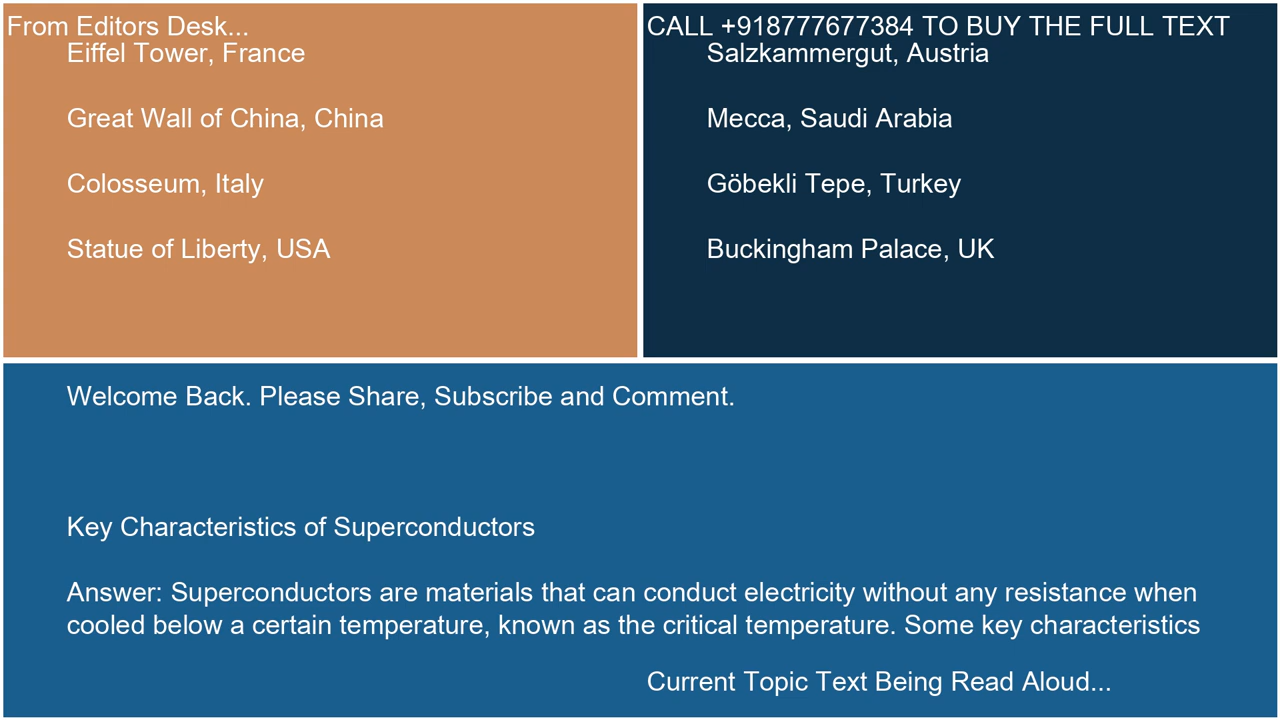 From Editors Desk...
Eiffel Tower, France
Great Wall of China, China
Colosseum, Italy
Statue of Liberty, USA
CALL +918777677384 TO BUY THE FULL TEXT
Salzkammergut, Austria
Mecca, Saudi Arabia
Göbekli Tepe, Turkey
Buckingham Palace, UK
Welcome Back. Please Share, Subscribe and Comment.
Key Characteristics of Superconductors
Answer: Superconductors are materials that can conduct electricity without any resistance when
cooled below a certain temperature, known as the critical temperature. Some key characteristics
Current Topic Text Being Read Aloud...